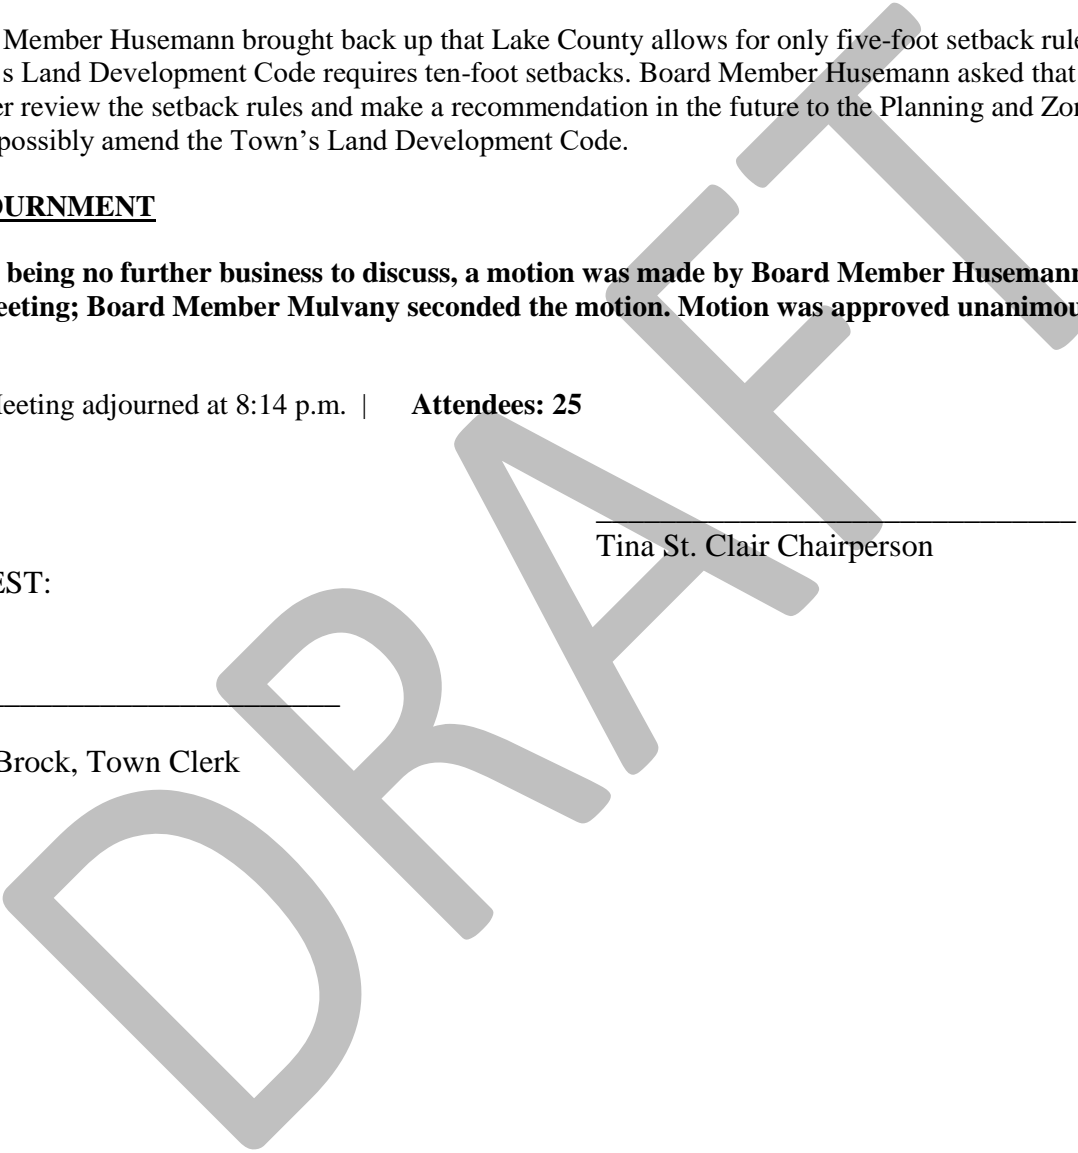 Member Husemann brought back up that Lake County allows for only five-foot setback rule
's Land Development Code requires ten-foot setbacks. Board Member Husemann asked that
er review the setback rules and make a recommendation in the future to the Planning and Zon
possibly amend the Town's Land Development Code.
OURNMENT
being no further business to discuss, a motion was made by Board Member Husemann
eeting; Board Member Mulvany seconded the motion. Motion was approved unanimou
eeting adjourned at 8:14 p.m. | Attendees: 25
Tina St. Clair Chairperson
EST:
Brock, Town Clerk
DRAFT